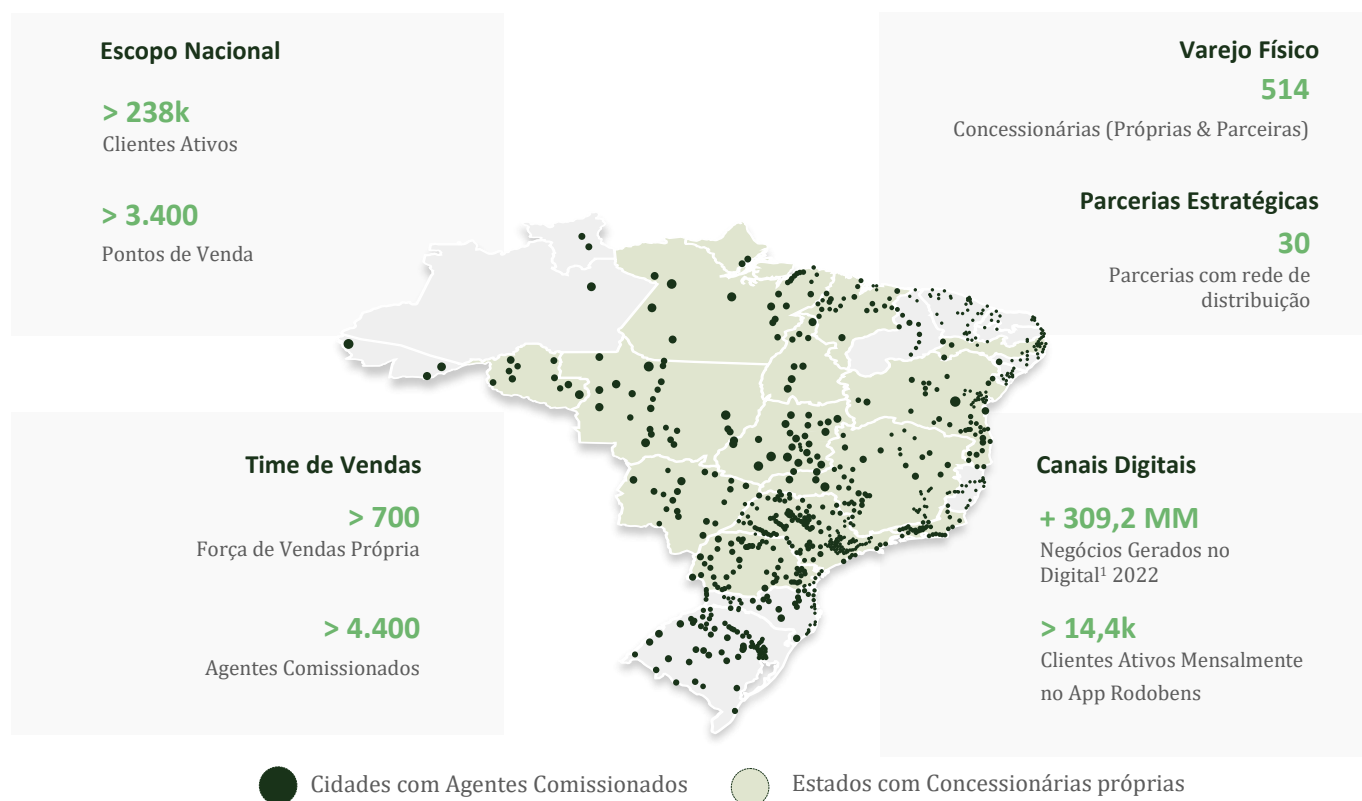 Escopo Nacional
> 238k
Clientes Ativos
> 3.400
Pontos de Venda
Varejo Físico
514
Concessionárias (Próprias & Parceiras)
Parcerias Estratégicas
30
Parcerias com rede de
distribuição
Time de Vendas
> 700
Força de Vendas Própria
> 4.400
Agentes Comissionados
Canais Digitais
+ 309,2 MM
Negócios Gerados no
Digital¹ 2022
> 14,4k
Clientes Ativos Mensalmente
no App Rodobens
Cidades com Agentes Comissionados
Estados com Concessionárias próprias